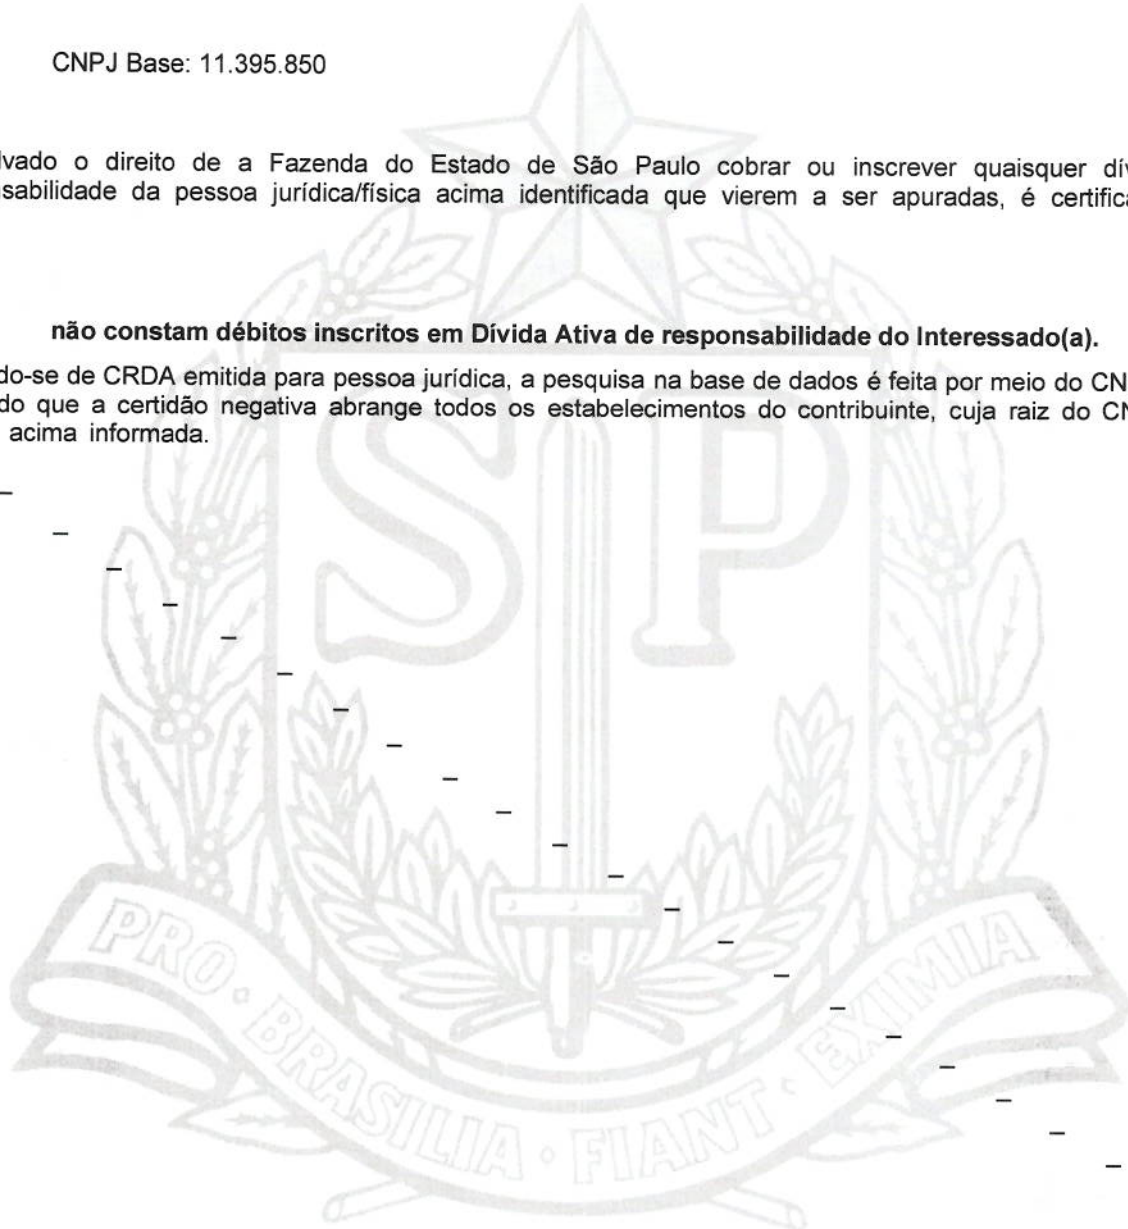 CNPJ Base: 11.395.850
lvado o direito de a Fazenda do Estado de São Paulo cobrar ou inscrever quaisquer dív
nsabilidade da pessoa jurídica/física acima identificada que vierem a ser apuradas, é certifica
não constam débitos inscritos em Dívida Ativa de responsabilidade do Interessado(a).
do-se de CRDA emitida para pessoa jurídica, a pesquisa na base de dados é feita por meio do CN
do que a certidão negativa abrange todos os estabelecimentos do contribuinte, cuja raiz do CN
acima informada.
SP
PRO · BRASILIA · FIANT · EXIMIA